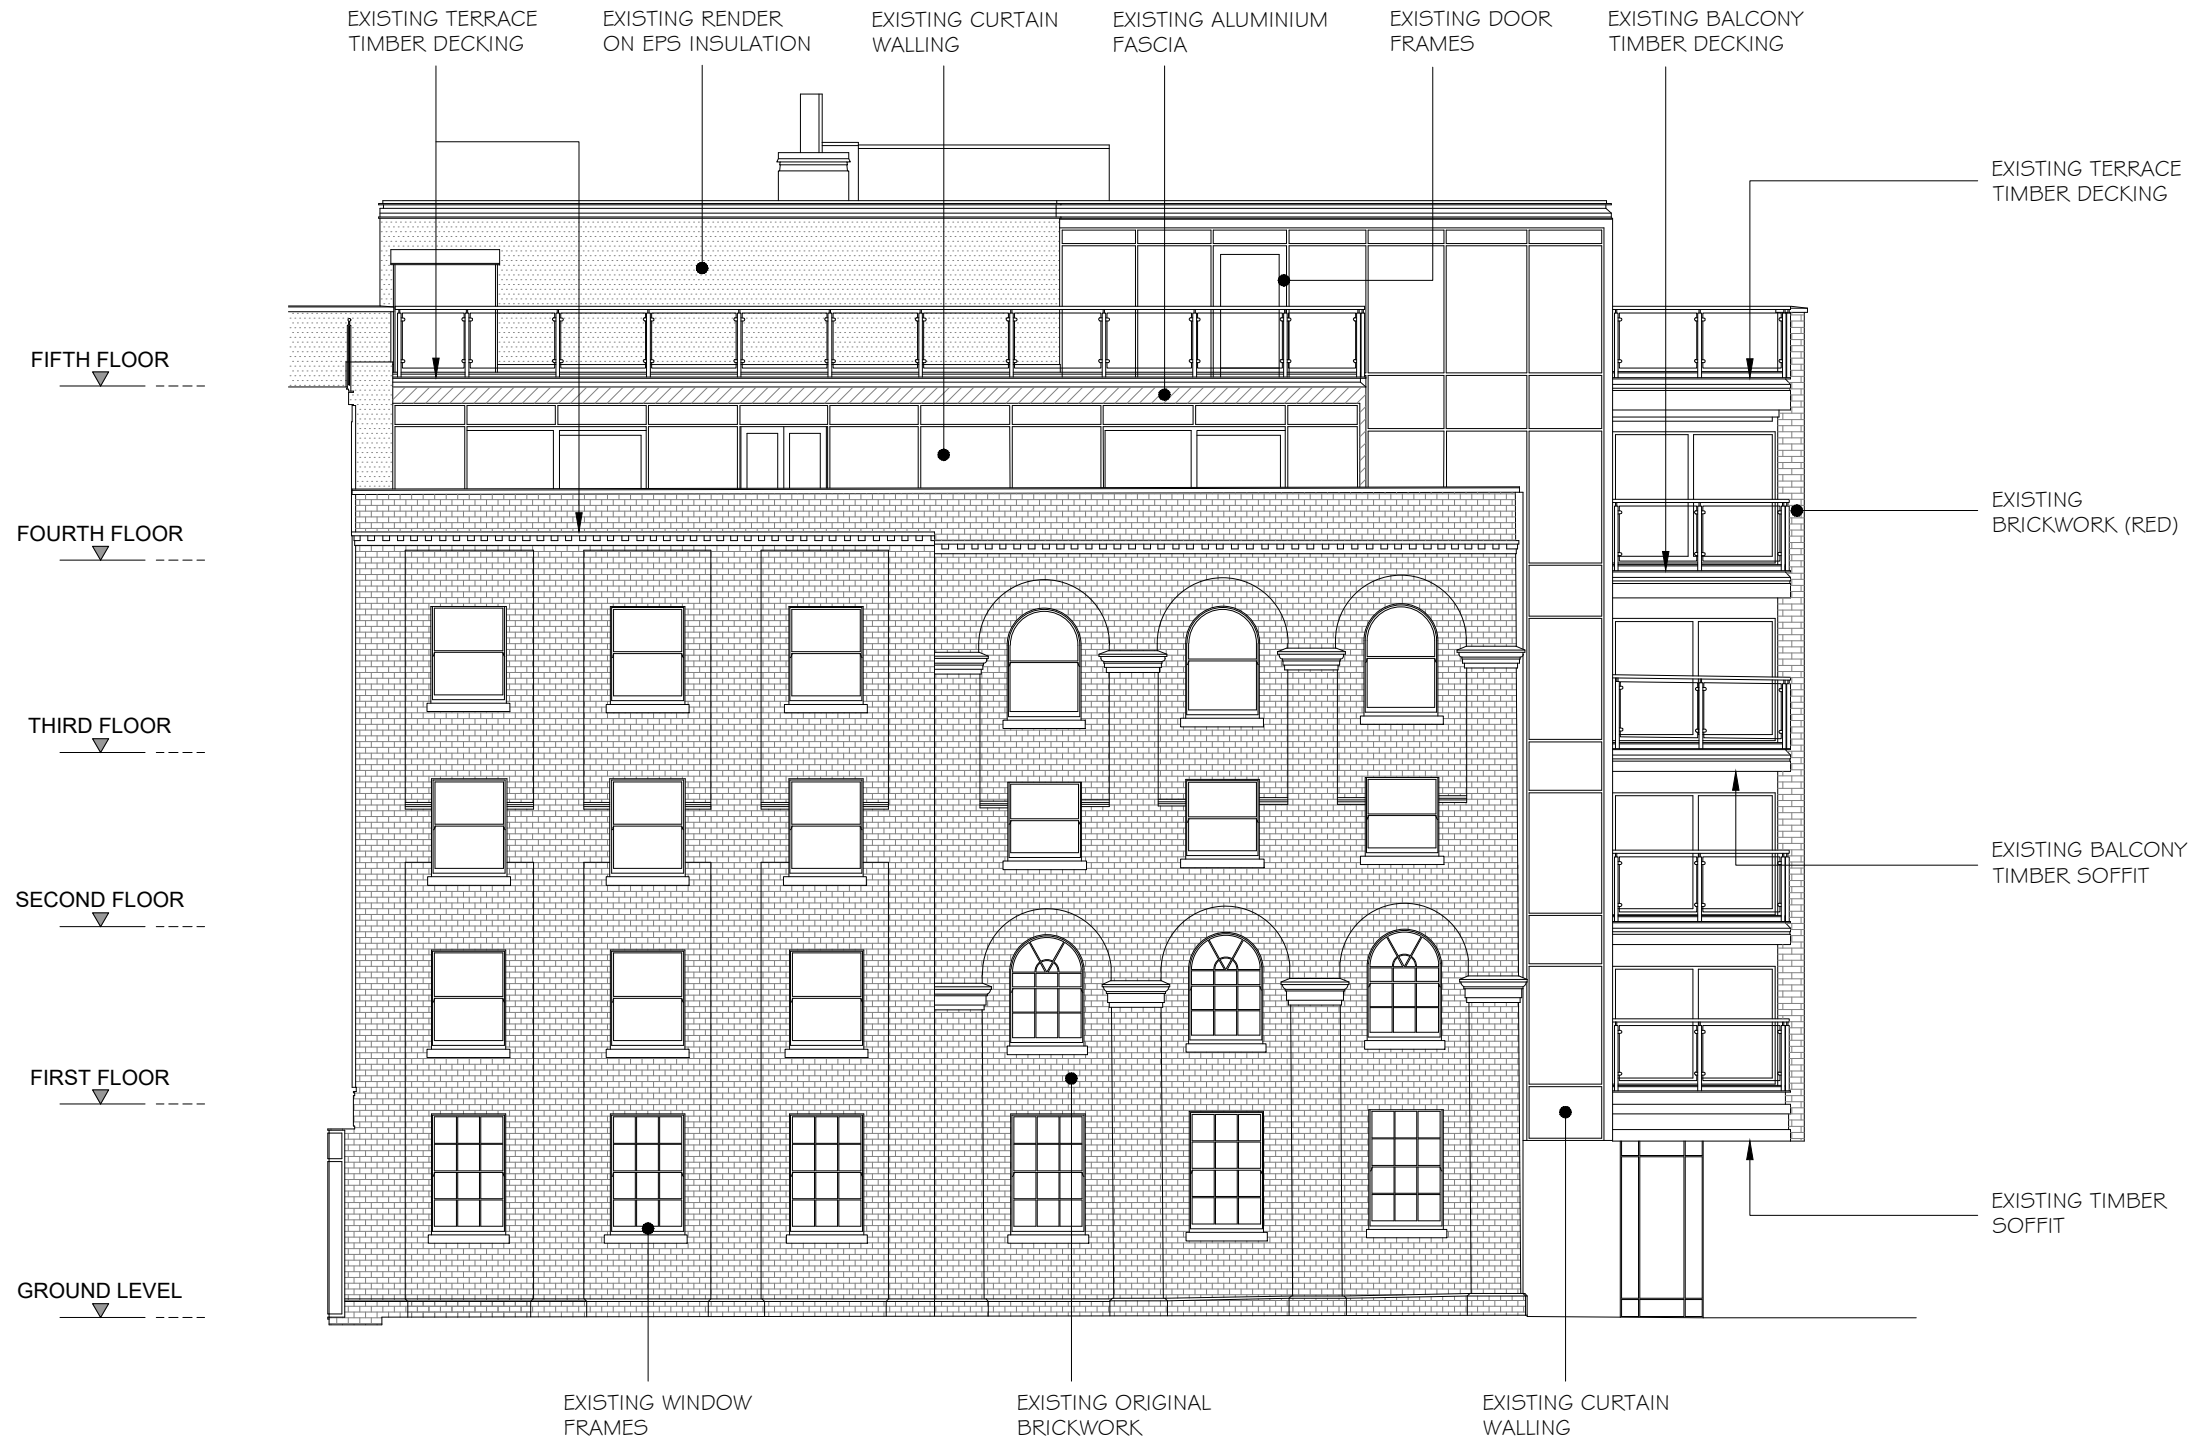 EXISTING TERRACE
TIMBER DECKING
EXISTING RENDER
ON EPS INSULATION
EXISTING CURTAIN
WALLING
EXISTING ALUMINIUM
FASCIA
EXISTING DOOR
FRAMES
EXISTING BALCONY
TIMBER DECKING
EXISTING TERRACE
TIMBER DECKING
FIFTH FLOOR
EXISTING
BRICKWORK (RED)
FOURTH FLOOR
THIRD FLOOR
EXISTING BALCONY
TIMBER SOFFIT
SECOND FLOOR
FIRST FLOOR
EXISTING TIMBER
SOFFIT
GROUND LEVEL
EXISTING WINDOW
FRAMES
EXISTING ORIGINAL
BRICKWORK
EXISTING CURTAIN
WALLING